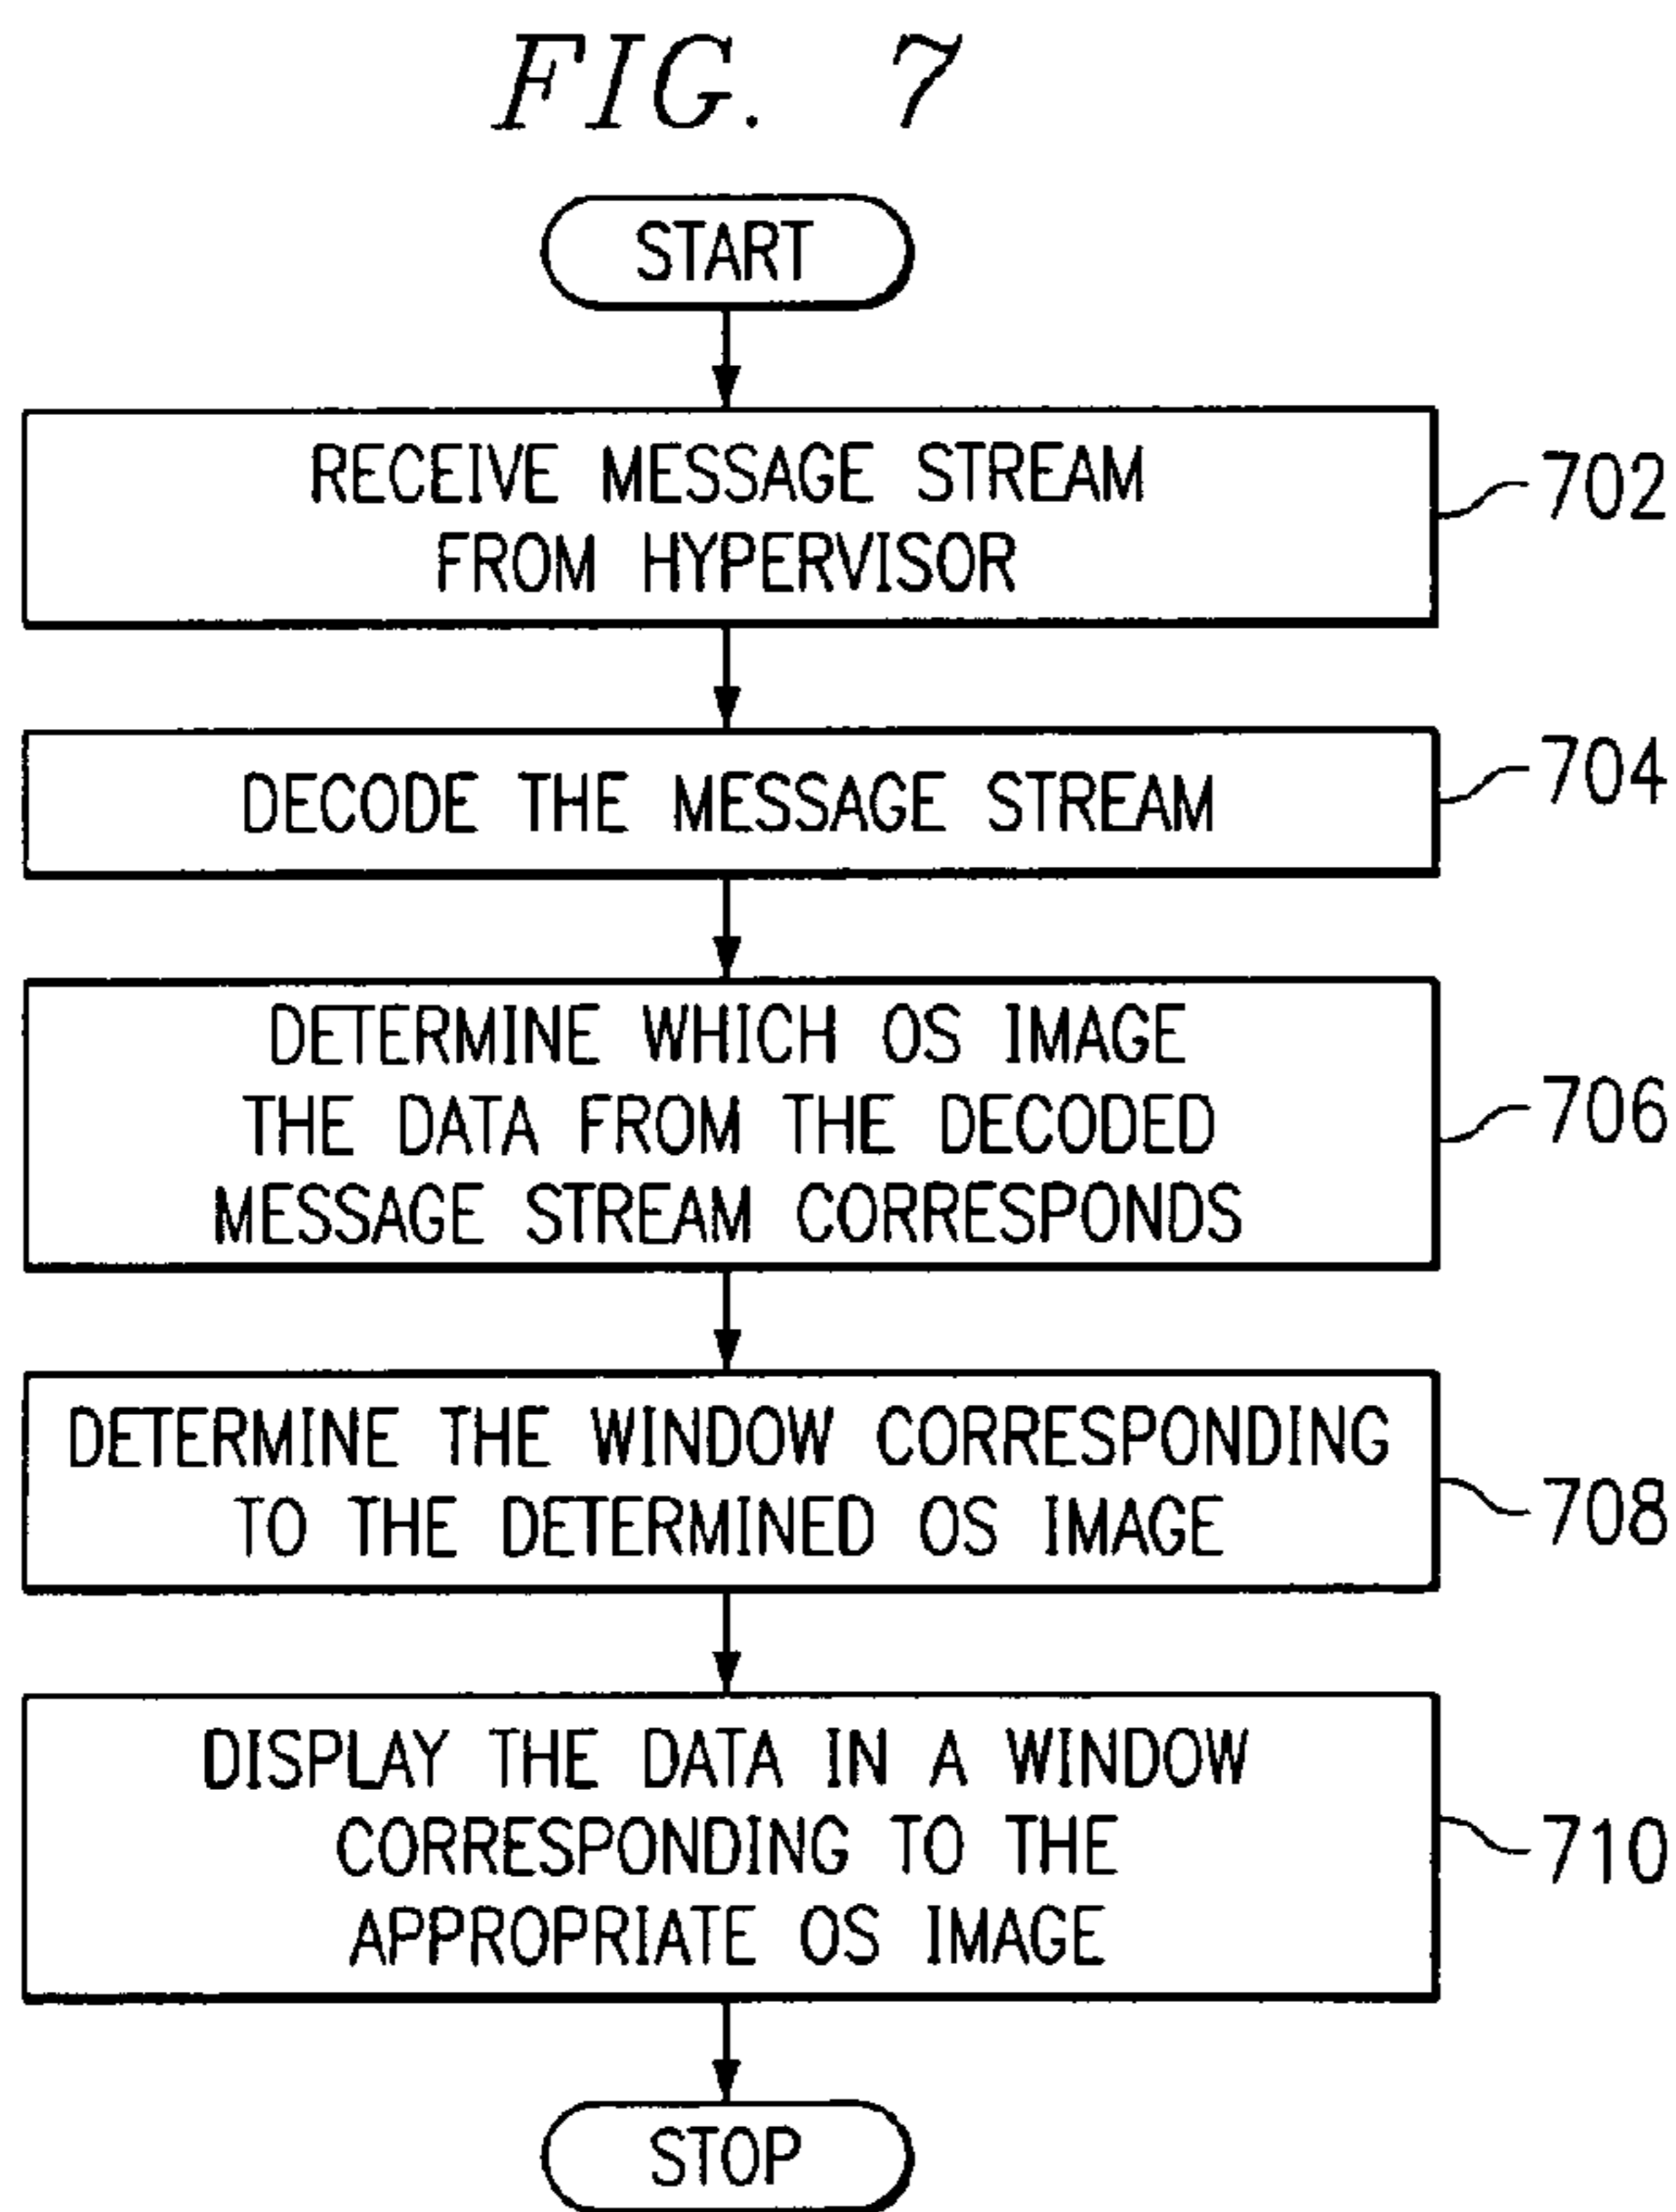 FIG. 7
START
RECEIVE MESSAGE STREAM
FROM HYPERVISOR
702
DECODE THE MESSAGE STREAM
704
DETERMINE WHICH OS IMAGE
THE DATA FROM THE DECODED
MESSAGE STREAM CORRESPONDS
706
DETERMINE THE WINDOW CORRESPONDING
TO THE DETERMINED OS IMAGE
708
DISPLAY THE DATA IN A WINDOW
CORRESPONDING TO THE
APPROPRIATE OS IMAGE
710
STOP